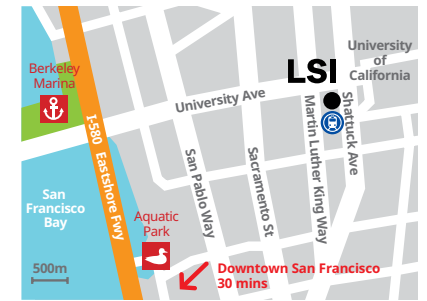 University
of
California
LSI
Berkeley
Marina
University Ave
I-580 Eastshore Fwy
San Pablo Way
Sacramento St
Martin Luther King Way
Shattuck Ave
San
Francisco
Bay
Aquatic
Park
500m
Downtown San Francisco
30 mins